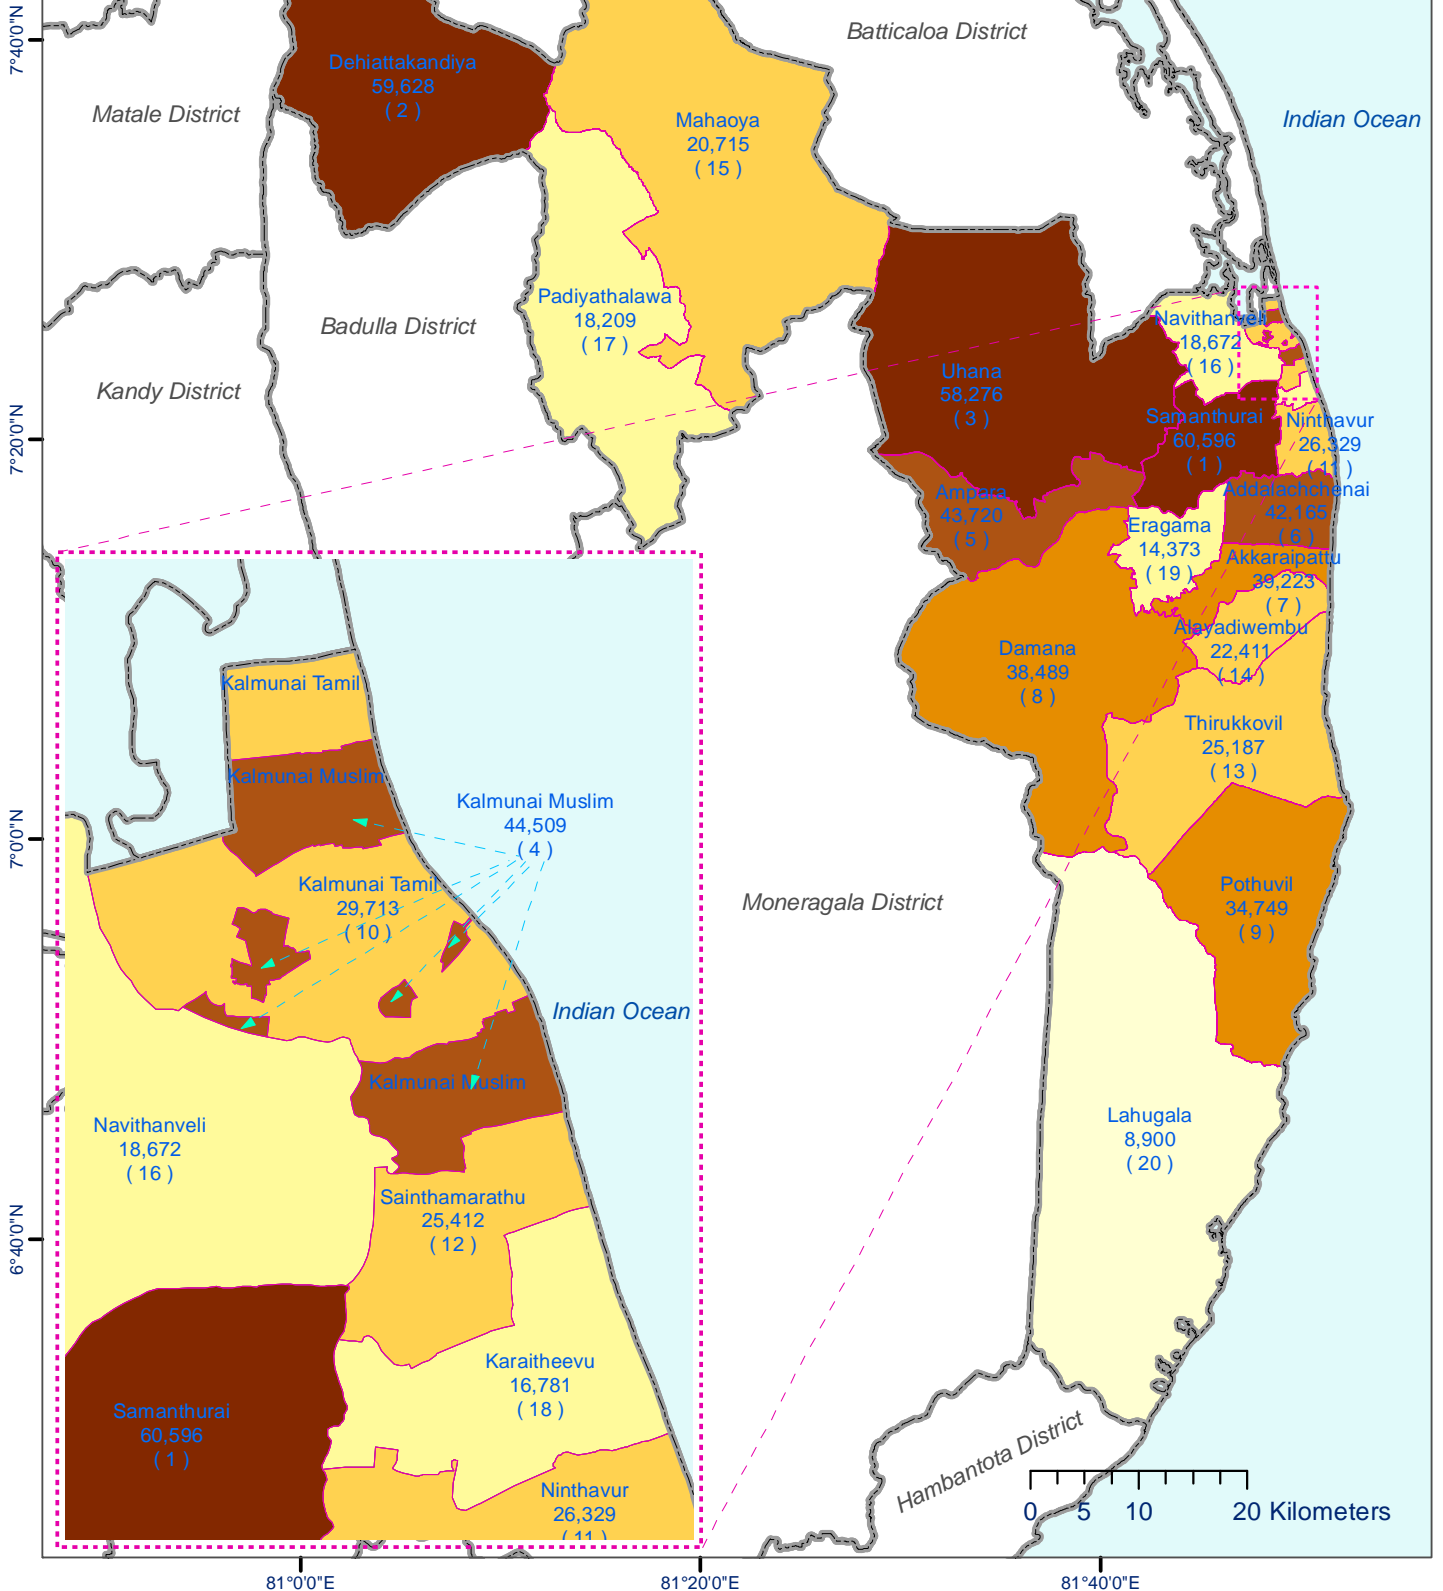 7°40'0"N
Batticaloa District
Dehiattakandiya
59,628
( 2 )
Matale District
Mahaoya
20,715
( 15 )
Indian Ocean
Padiyathalawa
18,209
( 17 )
Badulla District
Kandy District
Navithanveli
18,672
( 16 )
Uhana
58,276
( 3 )
7°20'0"N
Samanthurai
60,596
( 1 )
Ninthavur
26,329
( 11 )
Ampara
43,720
( 5 )
Addalachchenai
42,165
( 6 )
Eragama
14,373
( 19 )
Akkaraipattu
39,223
( 7 )
Alayadiwembu
22,411
( 14 )
Damana
38,489
( 8 )
Thirukkovil
25,187
( 13 )
Kalmunai Tamil
Kalmunai Muslim
Kalmunai Muslim
44,509
( 4 )
7°0'0"N
Kalmunai Tamil
29,713
( 10 )
Moneragala District
Pothuvil
34,749
( 9 )
Indian Ocean
Kalmunai Muslim
Navithanveli
18,672
( 16 )
Lahugala
8,900
( 20 )
Sainthamarathu
25,412
( 12 )
6°40'0"N
Karaitheevu
16,781
( 18 )
Samanthurai
60,596
( 1 )
Ninthavur
26,329
( 11 )
Hambantota District
0 5 10 20 Kilometers
81°0'0"E
81°20'0"E
81°40'0"E